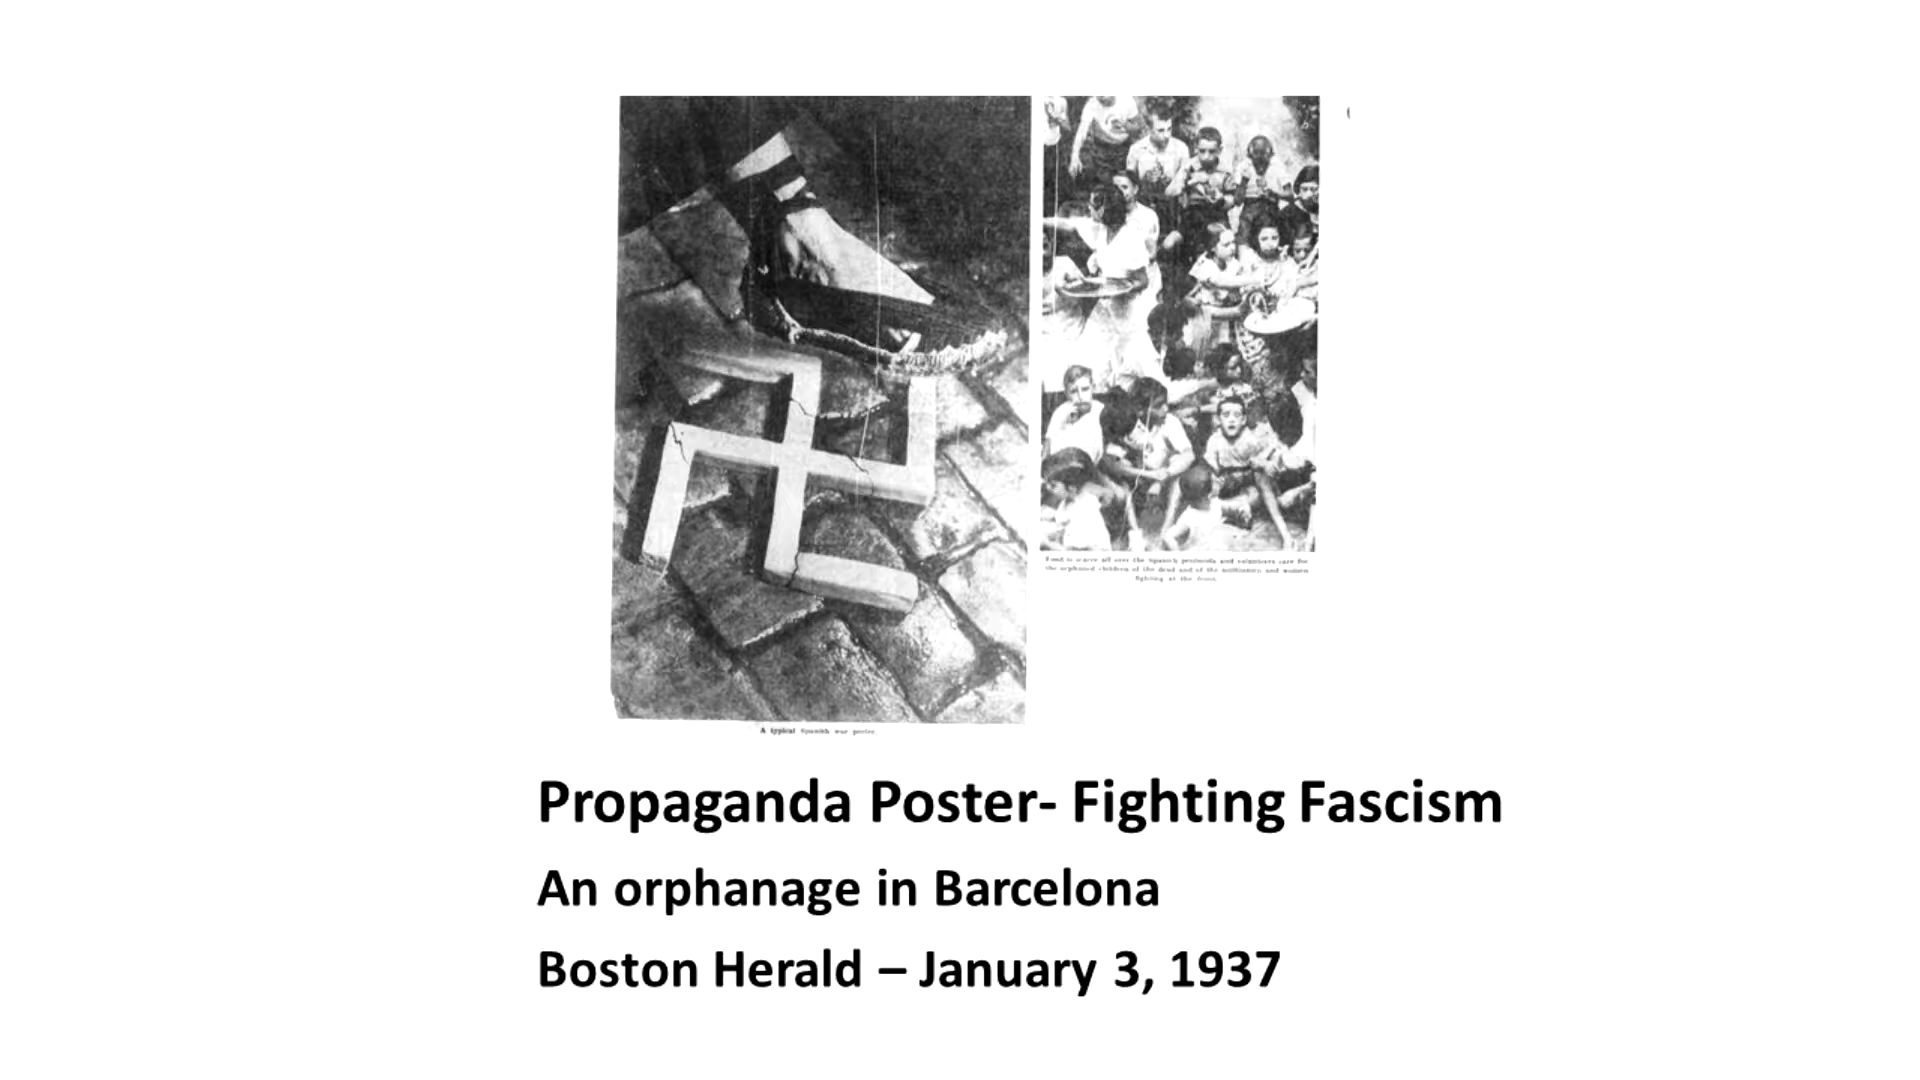 Food is scarce all over the Spanish peninsula and volunteers care for
the orphaned children of the dead and of the militiamen and women
fighting at the front.
A typical Spanish war poster.
Propaganda Poster- Fighting Fascism
An orphanage in Barcelona
Boston Herald – January 3, 1937